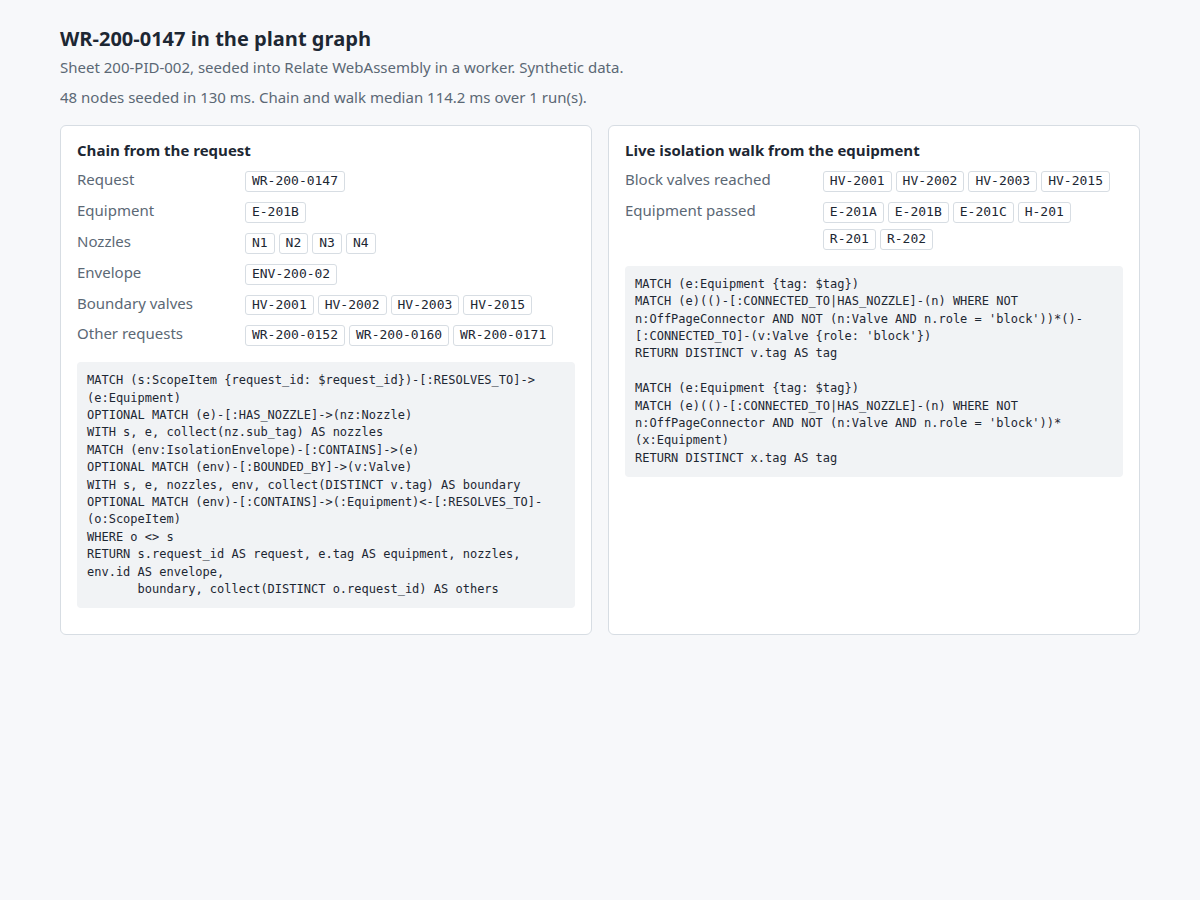 WR-200-0147 in the plant graph
Sheet 200-PID-002, seeded into Relate WebAssembly in a worker. Synthetic data.
48 nodes seeded in 130 ms. Chain and walk median 114.2 ms over 1 run(s).
Chain from the request
Request WR-200-0147
Equipment E-201B
Nozzles N1 N2 N3 N4
Envelope ENV-200-02
Boundary valves HV-2001 HV-2002 HV-2003 HV-2015
Other requests WR-200-0152 WR-200-0160 WR-200-0171
MATCH (s:ScopeItem {request_id: $request_id})-[:RESOLVES_TO]->
(e:Equipment)
OPTIONAL MATCH (e)-[:HAS_NOZZLE]->(nz:Nozzle)
WITH s, e, collect(nz.sub_tag) AS nozzles
MATCH (env:IsolationEnvelope)-[:CONTAINS]->(e)
OPTIONAL MATCH (env)-[:BOUNDED_BY]->(v:Valve)
WITH s, e, nozzles, env, collect(DISTINCT v.tag) AS boundary
OPTIONAL MATCH (env)-[:CONTAINS]->(:Equipment)<-[:RESOLVES_TO]-
(o:ScopeItem)
WHERE o <> s
RETURN s.request_id AS request, e.tag AS equipment, nozzles,
env.id AS envelope,
boundary, collect(DISTINCT o.request_id) AS others
Live isolation walk from the equipment
Block valves reached HV-2001 HV-2002 HV-2003 HV-2015
Equipment passed E-201A E-201B E-201C H-201
R-201 R-202
MATCH (e:Equipment {tag: $tag})
MATCH (e)(()-[:CONNECTED_TO|HAS_NOZZLE]-(n) WHERE NOT
n:OffPageConnector AND NOT (n:Valve AND n.role = 'block'))*()-
[:CONNECTED_TO]-(v:Valve {role: 'block'})
RETURN DISTINCT v.tag AS tag
MATCH (e:Equipment {tag: $tag})
MATCH (e)(()-[:CONNECTED_TO|HAS_NOZZLE]-(n) WHERE NOT
n:OffPageConnector AND NOT (n:Valve AND n.role = 'block'))*
(x:Equipment)
RETURN DISTINCT x.tag AS tag